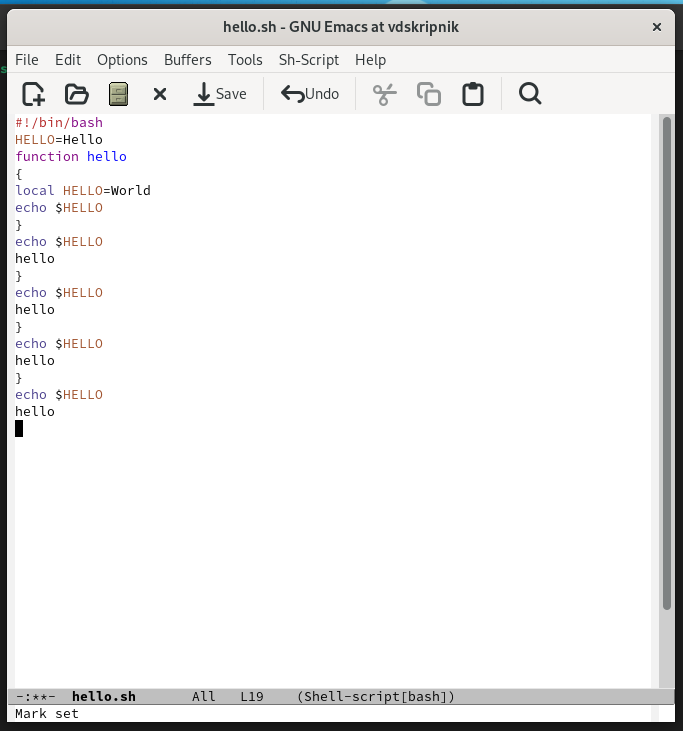 hello.sh - GNU Emacs at vdskripnik
File Edit Options Buffers Tools Sh-Script Help
Save Undo
#!/bin/bash
HELLO=Hello
function hello
{
local HELLO=World
echo $HELLO
}
echo $HELLO
hello
}
echo $HELLO
hello
}
echo $HELLO
hello
}
echo $HELLO
hello
-:**- hello.sh All L19 (Shell-script[bash])
Mark set